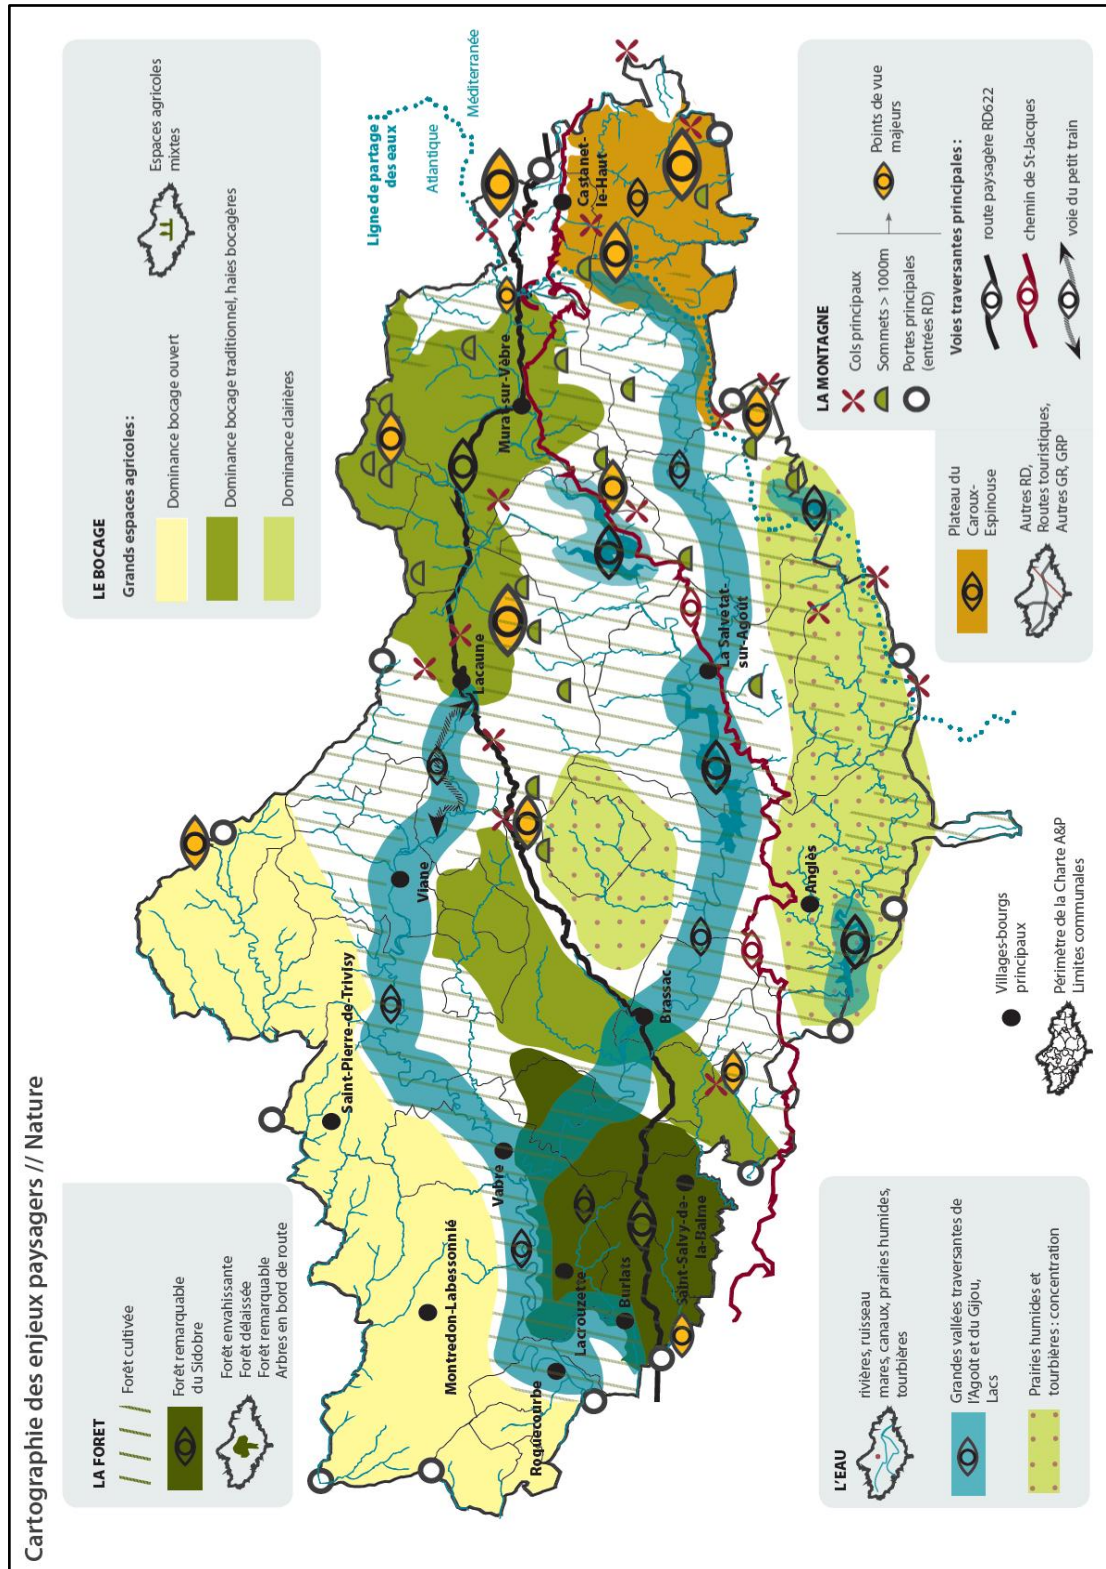 Cartographie des enjeux paysagers // Nature
LA FORET
Forêt cultivée
Forêt remarquable
du Sidobre
Forêt envahissante
Forêt délaissée
Forêt remarquable
Arbres en bord de route
LE BOCAGE
Grands espaces agricoles :
Dominance bocage ouvert
Dominance bocage traditionnel, haies bocagères
Dominance clairières
Espaces agricoles
mixtes
Ligne de partage
des eaux
Atlantique
Méditerranée
Saint-Pierre-de-Trivisy
Montredon-Labessonnié
Viane
Lacaune
Murat-sur-Vèbre
Castanet-
le-Haut
Vabre
Roquecourbe
Lacrouzette
Burlats
Saint-Salvy-de-
la-Balme
Brassac
La Salvetat-
sur-Agoût
Anglès
L'EAU
rivières, ruisseau
mares, canaux, prairies humides,
tourbières
Grandes vallées traversantes de
l'Agoût et du Gijou,
Lacs
Prairies humides et
tourbières : concentration
Villages-bourgs
principaux
Périmètre de la Charte A&P
Limites communales
Plateau du
Caroux-
Espinouse
Autres RD,
Routes touristiques,
Autres GR, GRP
LA MONTAGNE
Cols principaux
Sommets > 1000m
Portes principales
(entrées RD)
Points de vue
majeurs
Voies traversantes principales :
route paysagère RD622
chemin de St-Jacques
voie du petit train